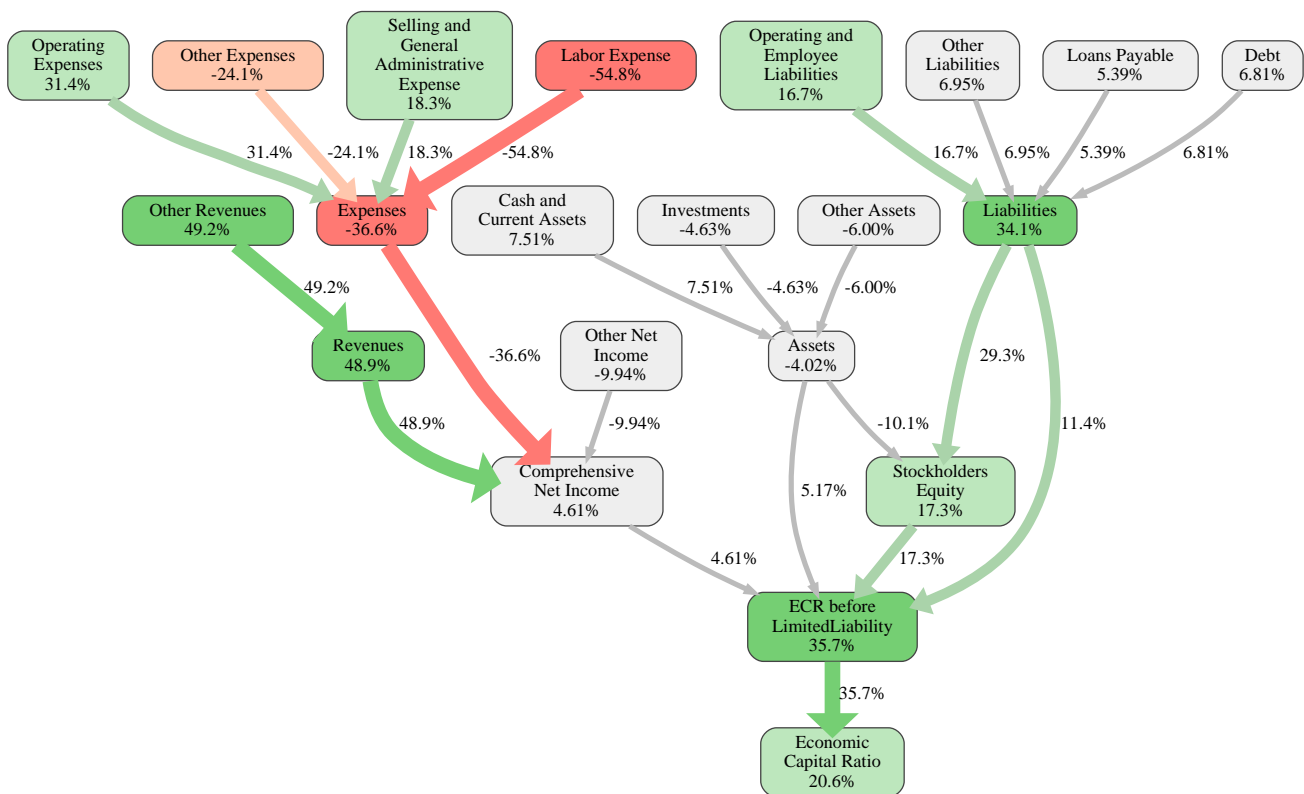 Operating
Expenses
31.4%
Other Expenses
-24.1%
Selling and
General
Administrative
Expense
18.3%
Labor Expense
-54.8%
Operating and
Employee
Liabilities
16.7%
Other
Liabilities
6.95%
Loans Payable
5.39%
Debt
6.81%
31.4%
-24.1%
18.3%
-54.8%
16.7%
6.95%
5.39%
6.81%
Other Revenues
49.2%
Expenses
-36.6%
Cash and
Current Assets
7.51%
Investments
-4.63%
Other Assets
-6.00%
Liabilities
34.1%
49.2%
7.51%
-4.63%
-6.00%
Revenues
48.9%
-36.6%
Other Net
Income
-9.94%
Assets
-4.02%
29.3%
48.9%
-9.94%
-10.1%
11.4%
Comprehensive
Net Income
4.61%
5.17%
Stockholders
Equity
17.3%
4.61%
17.3%
ECR before
LimitedLiability
35.7%
35.7%
Economic
Capital Ratio
20.6%